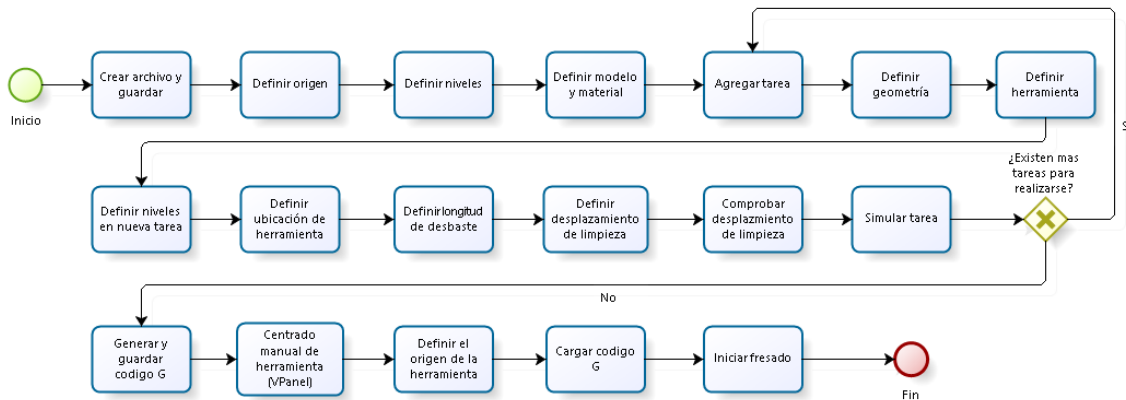 Inicio
Crear archivo y
guardar
Definir origen
Definir niveles
Definir modelo
y material
Agregar tarea
Definir
geometría
Definir
herramienta
Definir niveles
en nueva tarea
Definir
ubicación de
herramienta
Definir longitud
de desbaste
Definir
desplazamiento
de limpieza
Comprobar
desplazmiento
de limpieza
Simular tarea
¿Existen mas
tareas para
realizarse?
S
No
Generar y
guardar
codigo G
Centrado
manual de
herramienta
(VPanel)
Definir el
origen de la
herramienta
Cargar codigo
G
Iniciar fresado
Fin